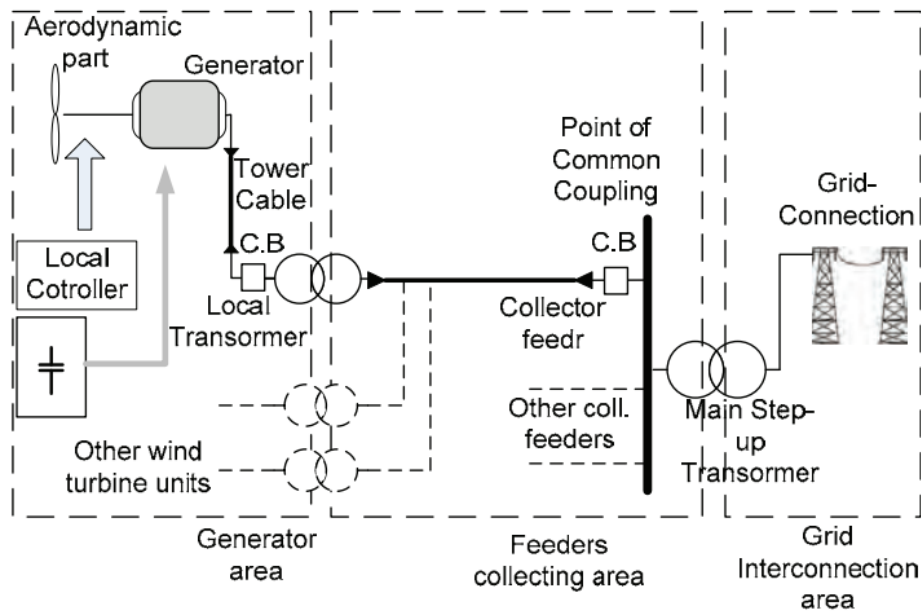 Aerodynamic
part
Generator
Tower
Cable
C.B
Local
Cotroller
Local
Transormer
Other wind
turbine units
Generator
area
Point of
Common
Coupling
C.B
Collector
feedr
Other coll.
feeders
Feeders
collecting area
Grid-
Connection
Main Step-
up
Transormer
Grid
Interconnection
area